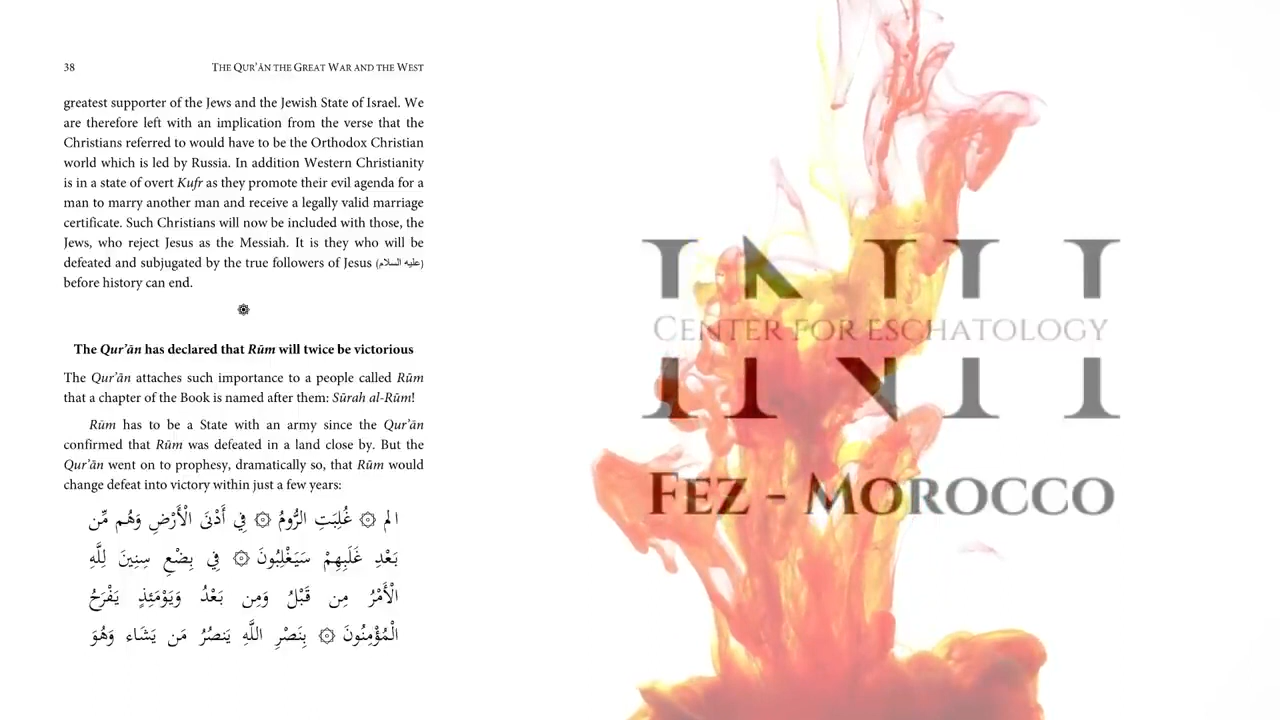 38 THE QUR'ĀN THE GREAT WAR AND THE WEST
greatest supporter of the Jews and the Jewish State of Israel. We
are therefore left with an implication from the verse that the
Christians referred to would have to be the Orthodox Christian
world which is led by Russia. In addition Western Christianity
is in a state of overt Kufr as they promote their evil agenda for a
man to marry another man and receive a legally valid marriage
certificate. Such Christians will now be included with those, the
Jews, who reject Jesus as the Messiah. It is they who will be
defeated and subjugated by the true followers of Jesus (عليه السلام)
before history can end.
The Qur'ān has declared that Rūm will twice be victorious
The Qur'ān attaches such importance to a people called Rūm
that a chapter of the Book is named after them: Sūrah al-Rūm!
Rūm has to be a State with an army since the Qur'ān
confirmed that Rūm was defeated in a land close by. But the
Qur'ān went on to prophesy, dramatically so, that Rūm would
change defeat into victory within just a few years:
الم ۞ غُلِبَتِ الرُّومُ ۞ فِي أَدْنَى الْأَرْضِ وَهُم مِّن
بَعْدِ غَلَبِهِمْ سَيَغْلِبُونَ ۞ فِي بِضْعِ سِنِينَ لِلَّهِ
الْأَمْرُ مِن قَبْلُ وَمِن بَعْدُ وَيَوْمَئِذٍ يَفْرَحُ
الْمُؤْمِنُونَ ۞ بِنَصْرِ اللَّهِ يَنصُرُ مَن يَشَاء وَهُوَ
INH
CENTER FOR ESCHATOLOGY
FEZ - MOROCCO